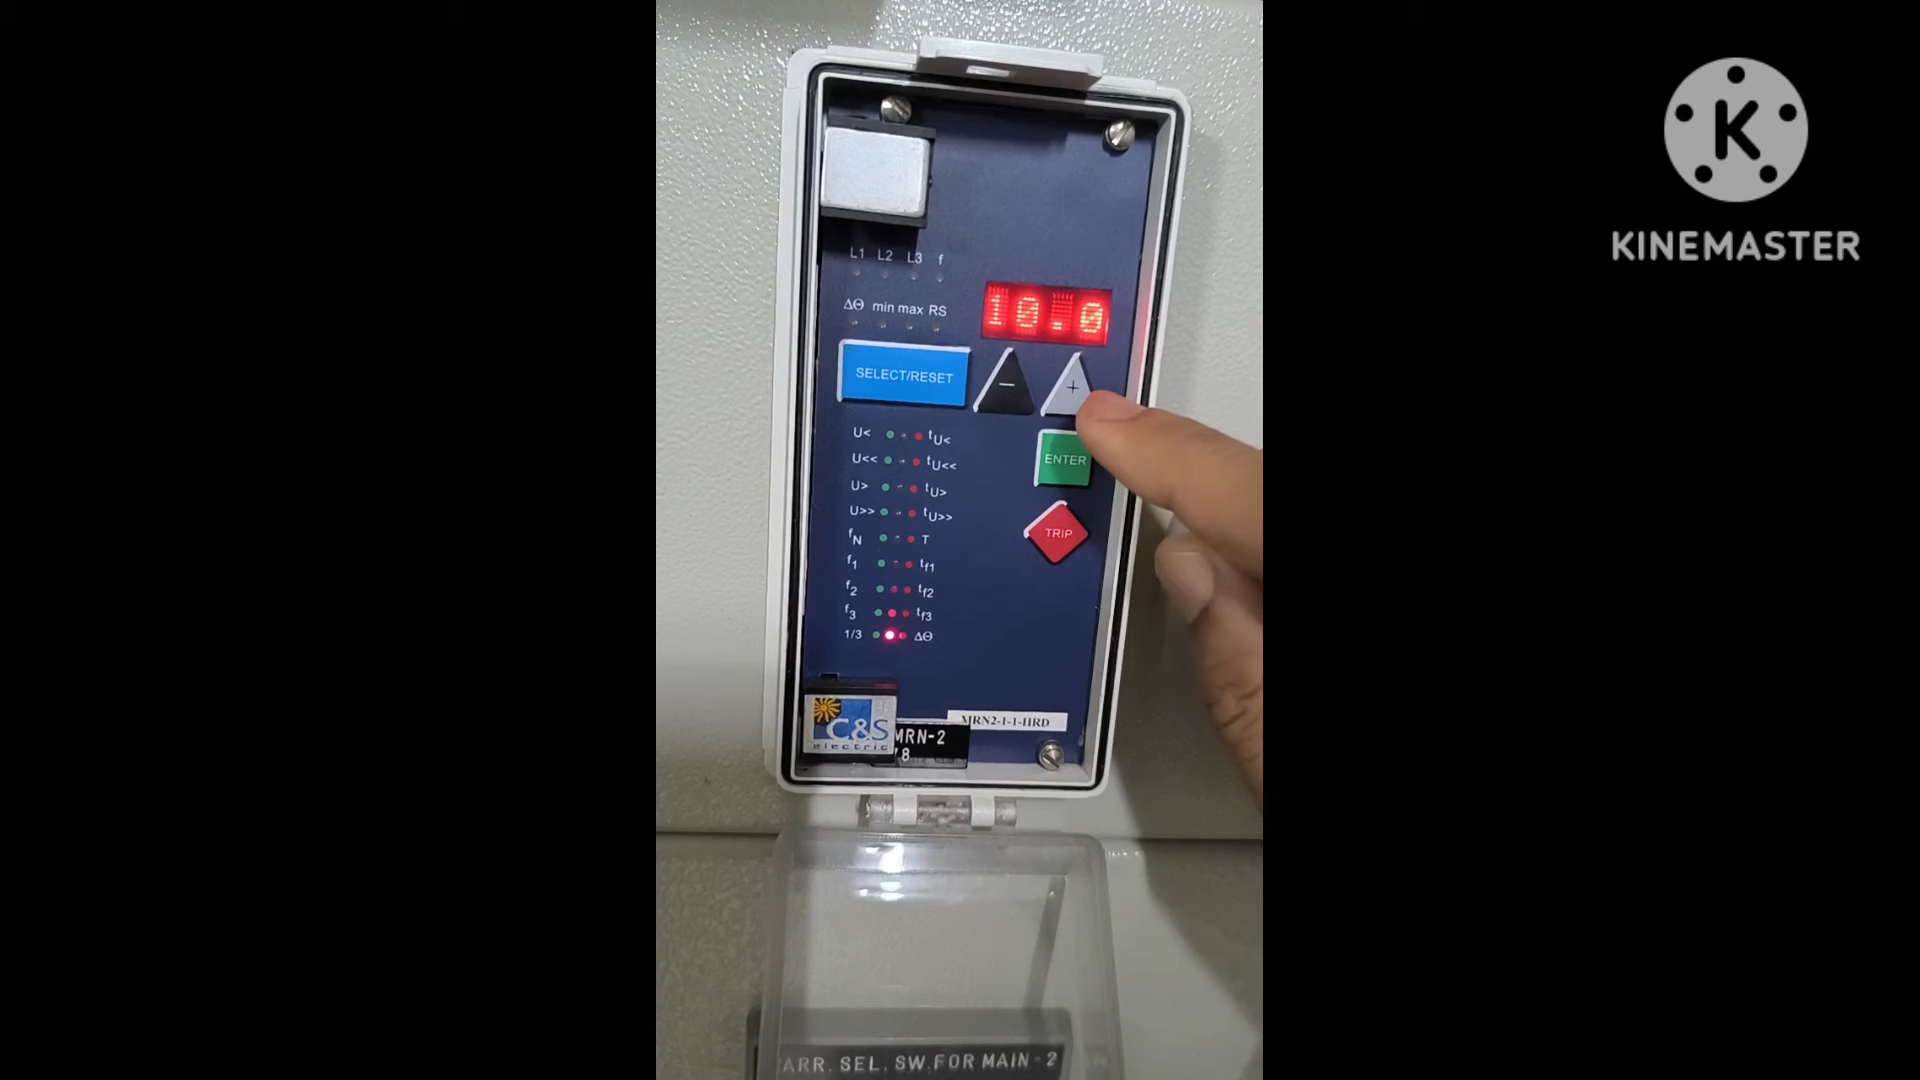 K
KINEMASTER
L1 L2 L3 f
10.0
ΔΘ min max RS
SELECT/RESET
−
+
U< tU<
U<< tU<<
ENTER
U> tU>
U>> tU>>
TRIP
fN T
f1 tf1
f2 tf2
f3 tf3
1/3 ΔΘ
C&S
electric
MRN2-1-1-HRD
MRN-2
ARR. SEL. SW.FOR MAIN-2